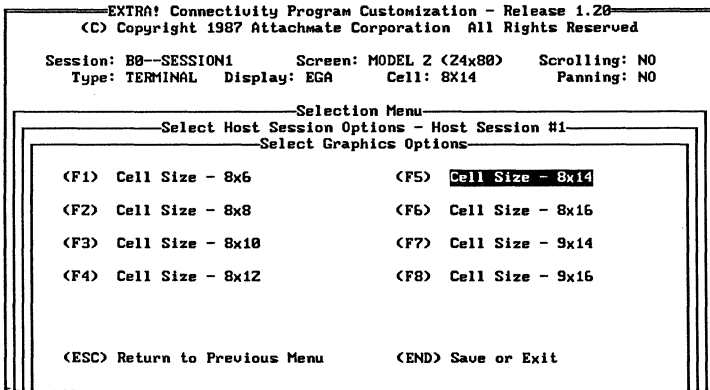 EXTRA! Connectivity Program Customization - Release 1.20
(C) Copyright 1987 Attachmate Corporation All Rights Reserved
Session: B0--SESSION1 Screen: MODEL 2 (24x80) Scrolling: NO
Type: TERMINAL Display: EGA Cell: 8X14 Panning: NO
Selection Menu
Select Host Session Options - Host Session #1
Select Graphics Options
(F1) Cell Size - 8x6 (F5) Cell Size - 8x14
(F2) Cell Size - 8x8 (F6) Cell Size - 8x16
(F3) Cell Size - 8x10 (F7) Cell Size - 9x14
(F4) Cell Size - 8x12 (F8) Cell Size - 9x16
(ESC) Return to Previous Menu (END) Save or Exit